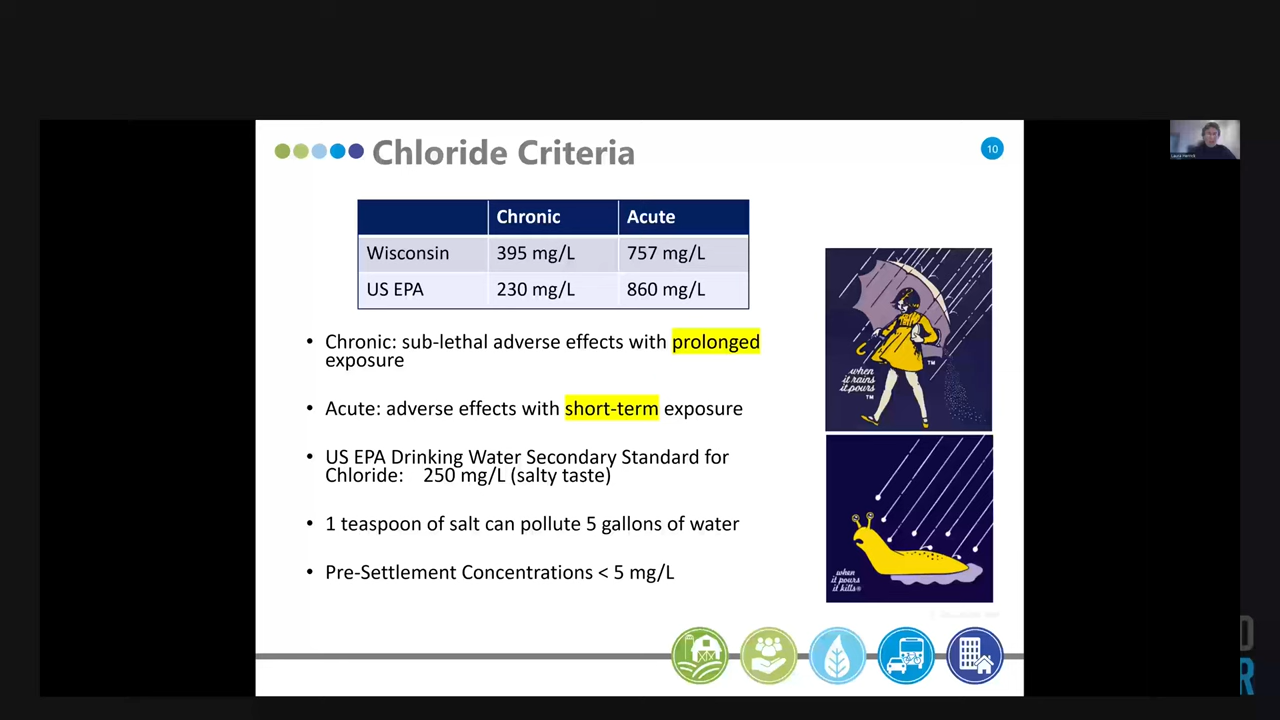 Chloride Criteria
10
Chronic Acute
Wisconsin 395 mg/L 757 mg/L
US EPA 230 mg/L 860 mg/L
• Chronic: sub-lethal adverse effects with prolonged
exposure
• Acute: adverse effects with short-term exposure
• US EPA Drinking Water Secondary Standard for
Chloride: 250 mg/L (salty taste)
• 1 teaspoon of salt can pollute 5 gallons of water
• Pre-Settlement Concentrations < 5 mg/L
TM
when
it rains
it pours
TM
when
it pours
it kills®
D
R